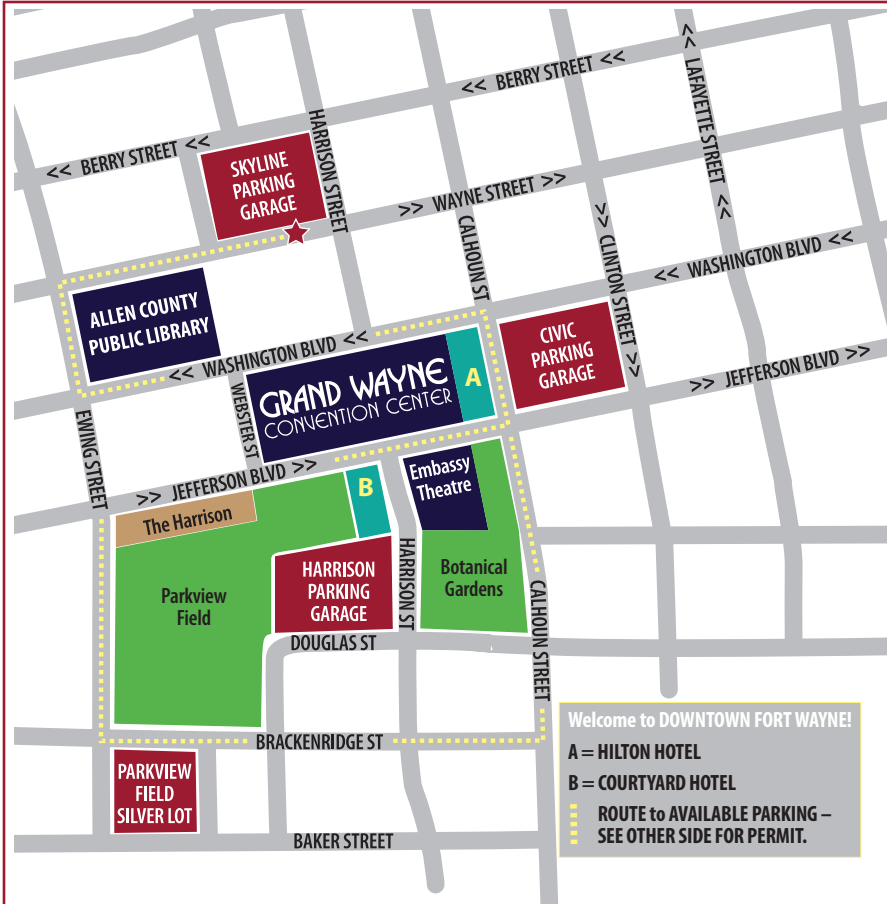 << BERRY STREET <<
<< LAFAYETTE STREET <<
<< BERRY STREET <<
HARRISON STREET
SKYLINE
PARKING
GARAGE
>> WAYNE STREET >>
CALHOUN ST
>> CLINTON STREET >>
<< WASHINGTON BLVD <<
ALLEN COUNTY
PUBLIC LIBRARY
<< WASHINGTON BLVD <<
CIVIC
PARKING
GARAGE
>> JEFFERSON BLVD >>
GRAND WAYNE
CONVENTION CENTER
A
WEBSTER ST
EWING STREET
>> JEFFERSON BLVD >>
B
Embassy
Theatre
The Harrison
HARRISON ST
Botanical
Gardens
CALHOUN STREET
Parkview
Field
HARRISON
PARKING
GARAGE
DOUGLAS ST
BRACKENRIDGE ST
PARKVIEW
FIELD
SILVER LOT
BAKER STREET
Welcome to DOWNTOWN FORT WAYNE!
A = HILTON HOTEL
B = COURTYARD HOTEL
ROUTE to AVAILABLE PARKING –
SEE OTHER SIDE FOR PERMIT.